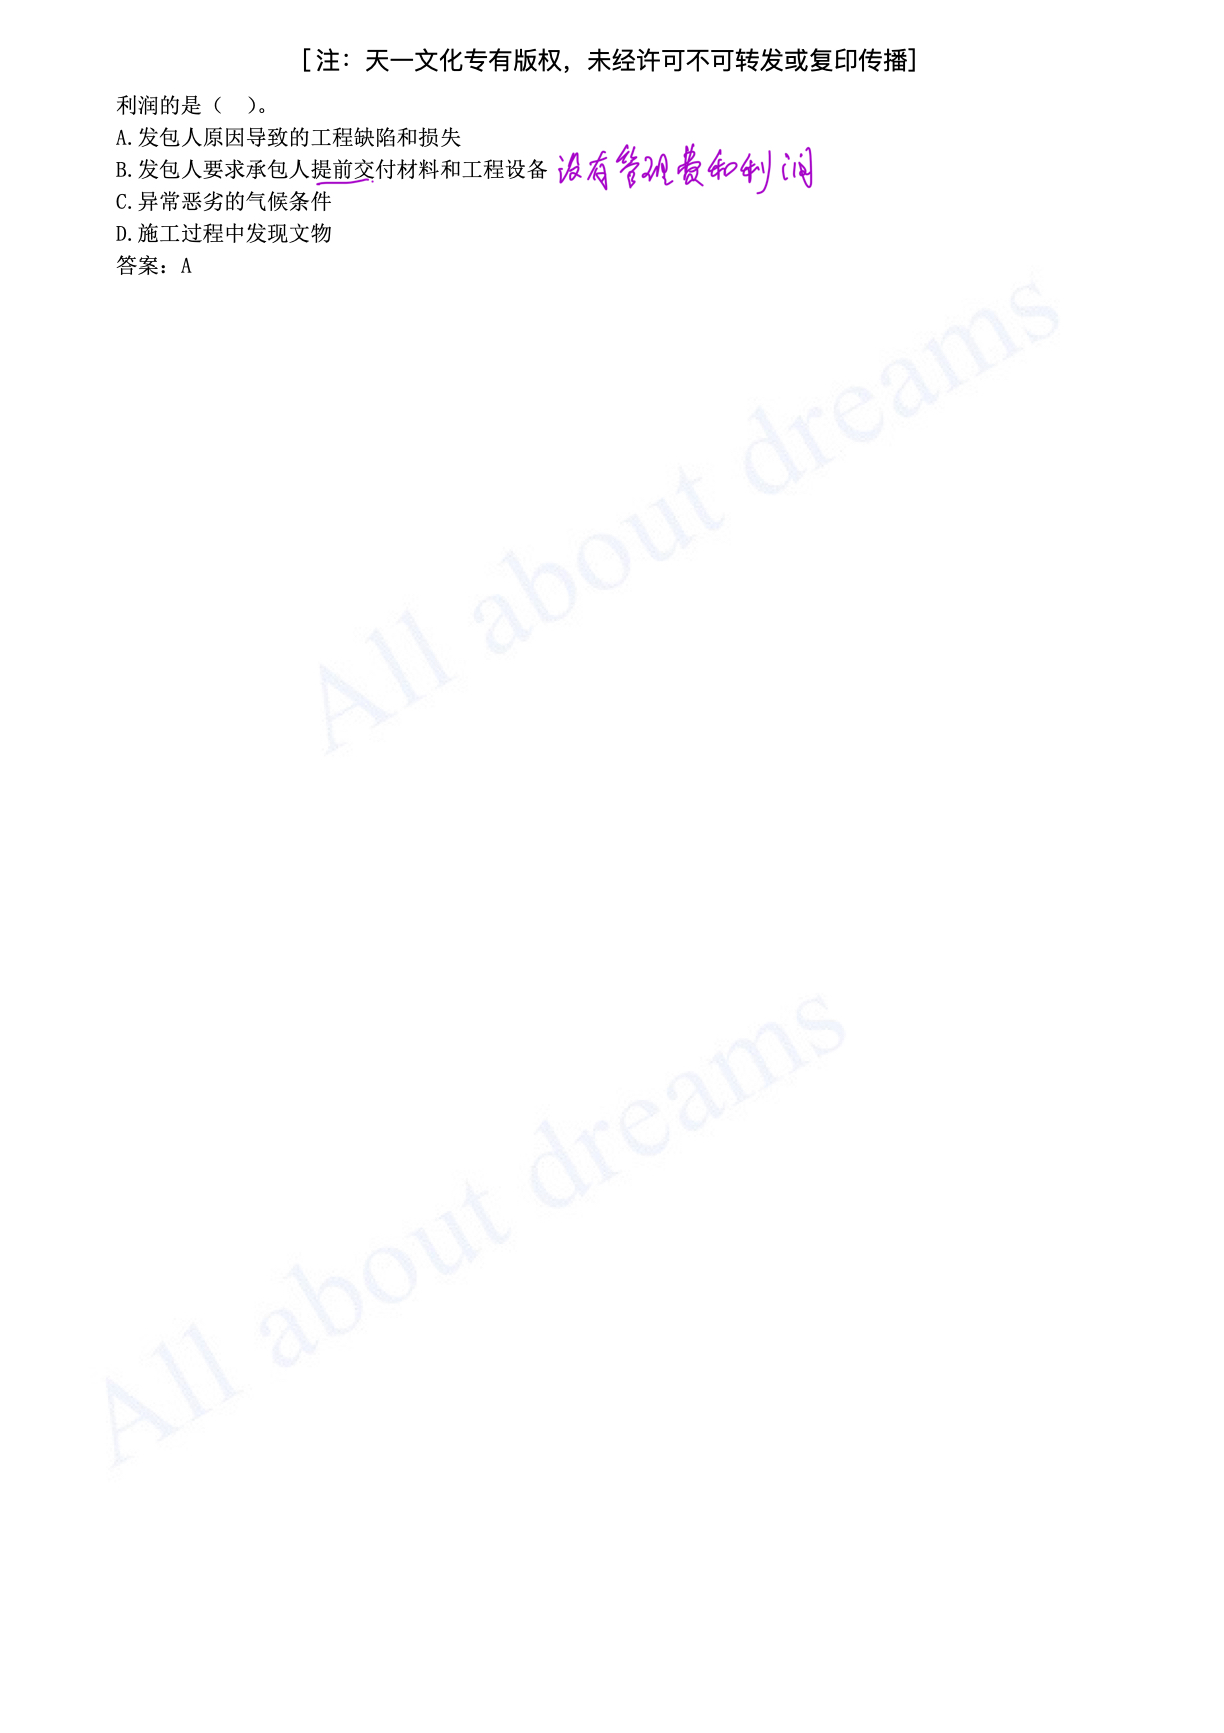 [注：天一文化专有版权，未经许可不可转发或复印传播]
利润的是（ ）。
A.发包人原因导致的工程缺陷和损失
B.发包人要求承包人提前交付材料和工程设备 没有管理费和利润
C.异常恶劣的气候条件
D.施工过程中发现文物
答案：A
All about dreams
All about dreams